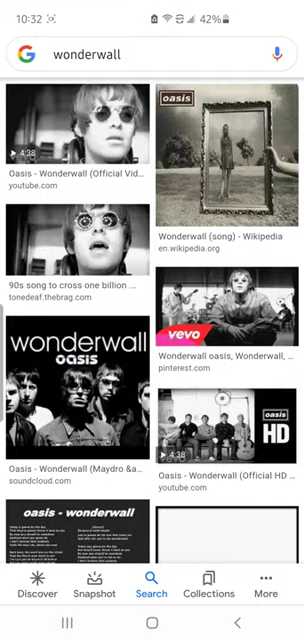 10:32
42%
wonderwall
4:38
Oasis - Wonderwall (Official Vid...
youtube.com
oasis
Wonderwall (song) - Wikipedia
en.wikipedia.org
90s song to cross one billion ...
tonedeaf.thebrag.com
vevo
Wonderwall oasis, Wonderwall, ...
pinterest.com
wonderwall
oasis
Oasis - Wonderwall (Maydro &a...
soundcloud.com
oasis
HD
4:38
Oasis - Wonderwall (Official HD ...
youtube.com
oasis - wonderwall
Discover
Snapshot
Search
Collections
More